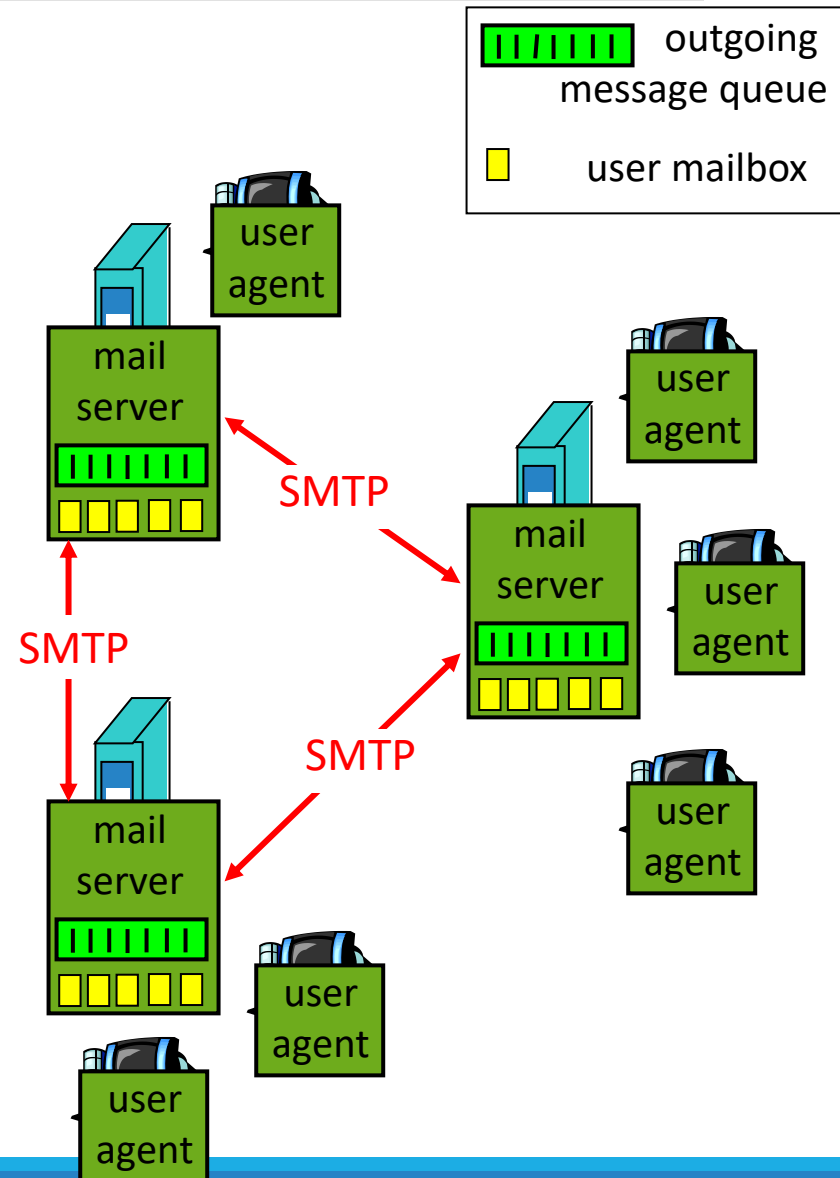 outgoing
message queue
user mailbox
user
agent
mail
server
user
agent
SMTP
mail
server
user
agent
SMTP
SMTP
mail
server
user
agent
user
agent
user
agent